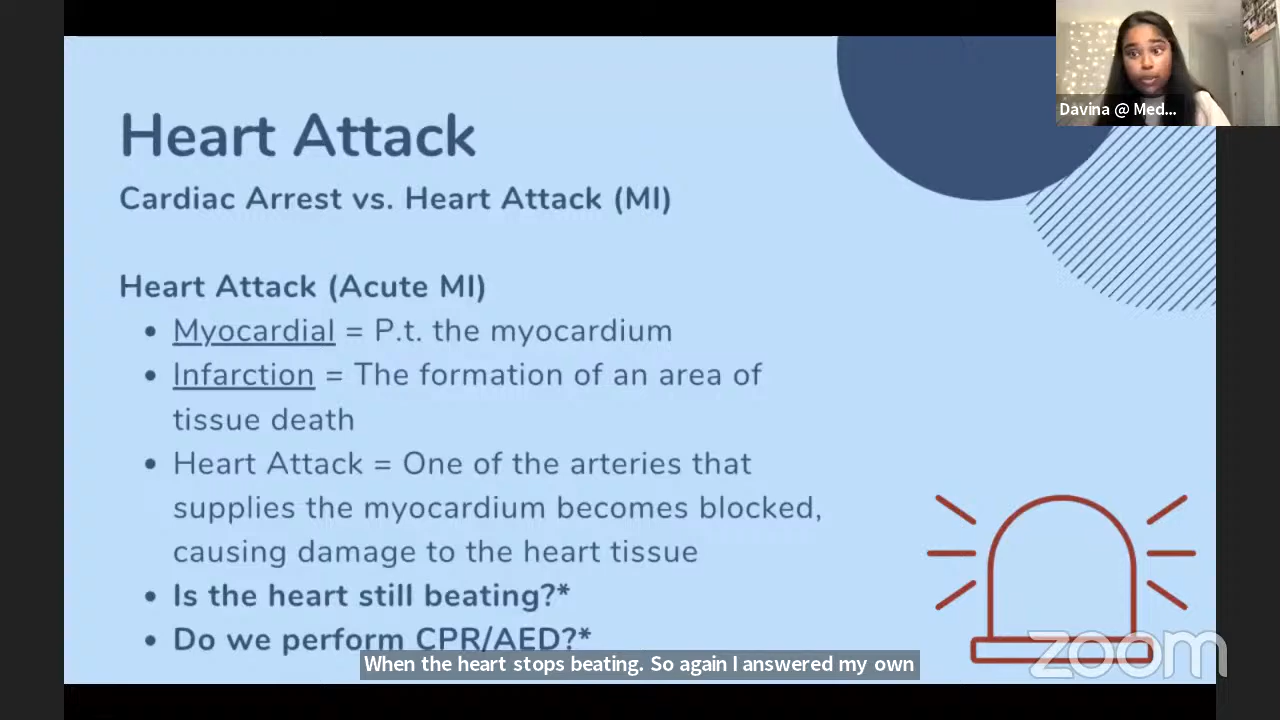 Heart Attack
Cardiac Arrest vs. Heart Attack (MI)
Heart Attack (Acute MI)
• Myocardial = P.t. the myocardium
• Infarction = The formation of an area of
tissue death
• Heart Attack = One of the arteries that
supplies the myocardium becomes blocked,
causing damage to the heart tissue
• Is the heart still beating?*
• Do we perform CPR/AED?*
When the heart stops beating. So again I answered my own
Davina @ Med...
zoom